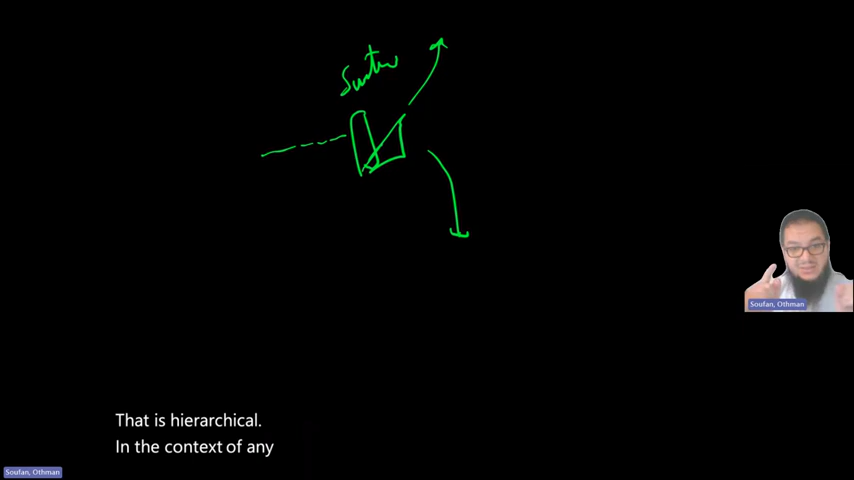 Soufan, Othman
That is hierarchical.
In the context of any
Soufan, Othman